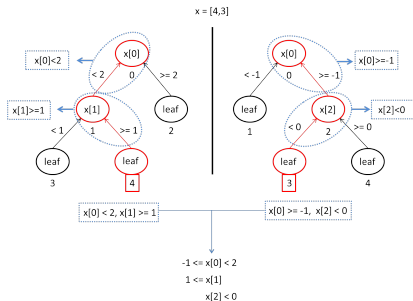 x = [4,3]
x[0] x[0]
x[0]<2 x[0]>=-1
< 2 0 >= 2 < -1 0 >= -1
x[1]>=1 x[1] leaf leaf x[2] x[2]<0
< 1 1 >= 1 2 1 < 0 2 >= 0
leaf leaf leaf leaf
3 4 3 4
x[0] < 2, x[1] >= 1 x[0] >= -1, x[2] < 0
-1 <= x[0] < 2
1 <= x[1]
x[2] < 0